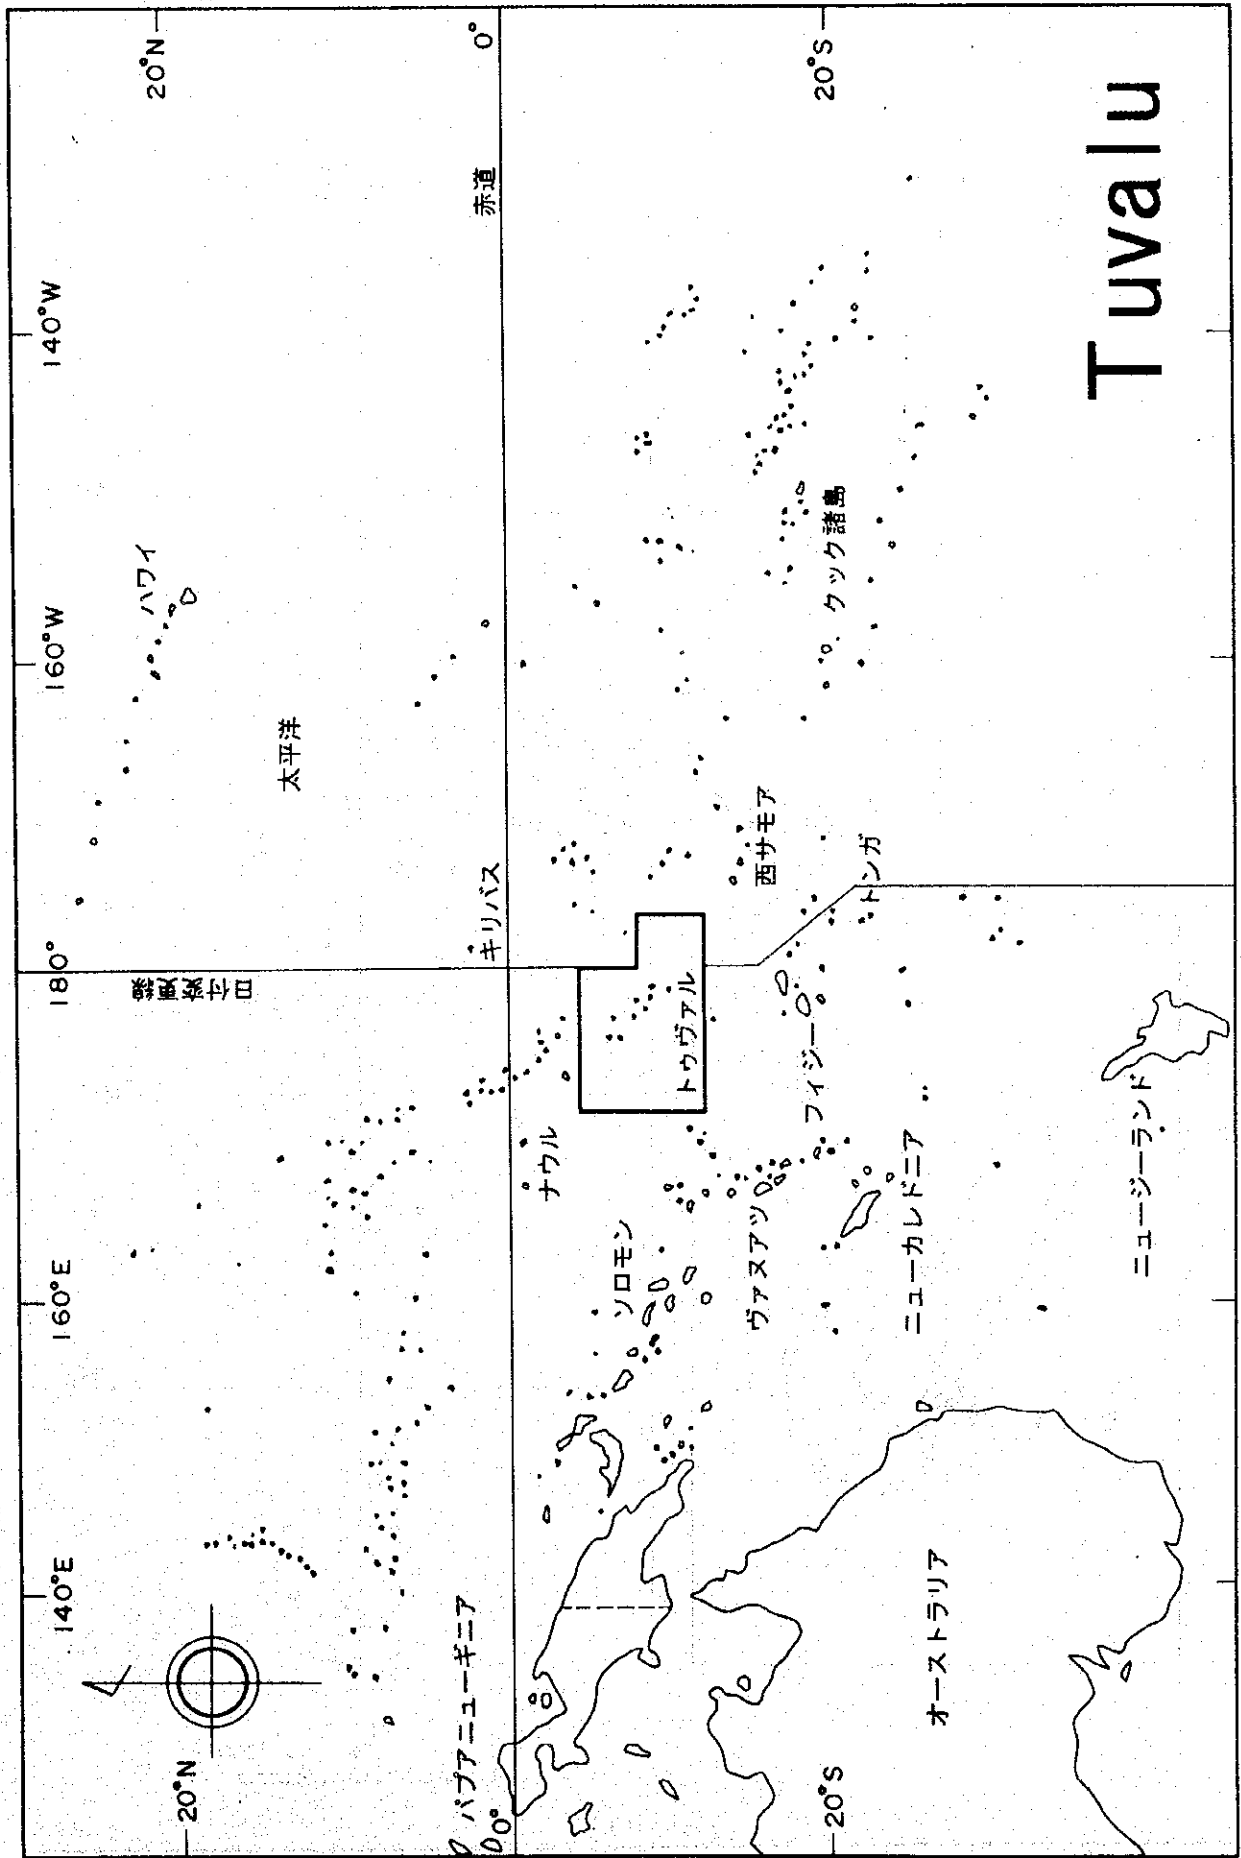 140°E
160°E
180°
160°W
140°W
20°N
20°N
日付変更線
ハワイ
太平洋
パプアニューギニア
キリバス
赤道
0°
0°
ナウル
ソロモン
トゥヴァル
西サモア
ヴァヌアツ
フィジー
クック諸島
トンガ
20°S
20°S
オーストラリア
ニューカレドニア
ニュージーランド
Tuvalu